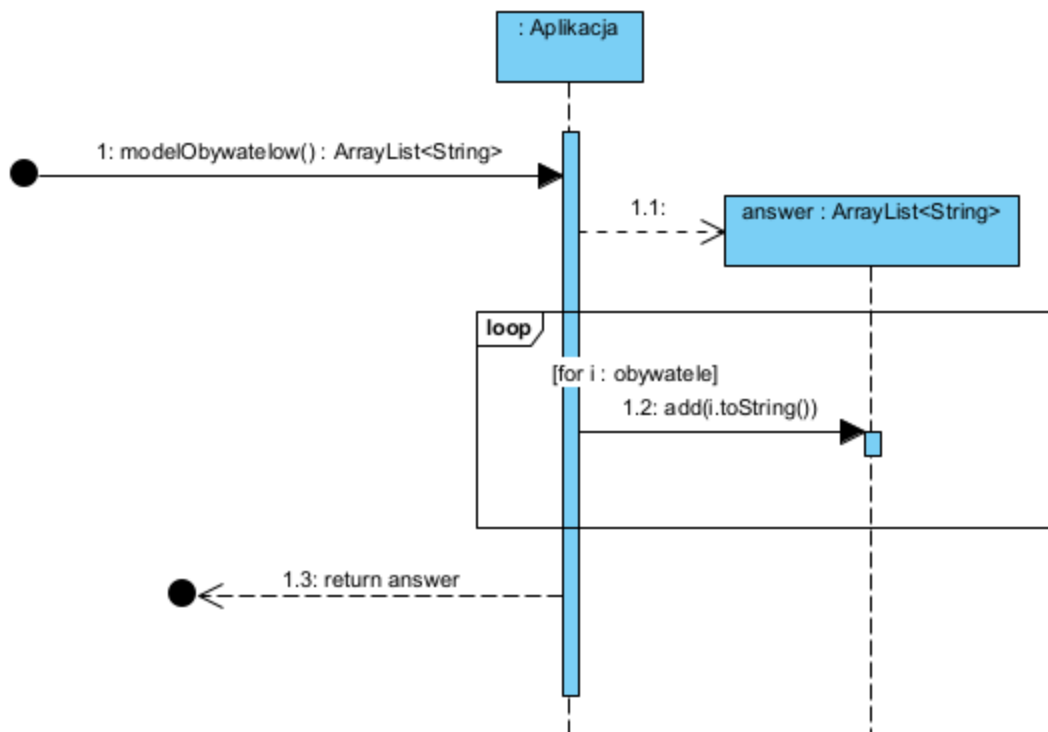 : Aplikacja
1: modelObywatelow() : ArrayList<String>
1.1:
answer : ArrayList<String>
loop
[for i : obywatele]
1.2: add(i.toString())
1.3: return answer